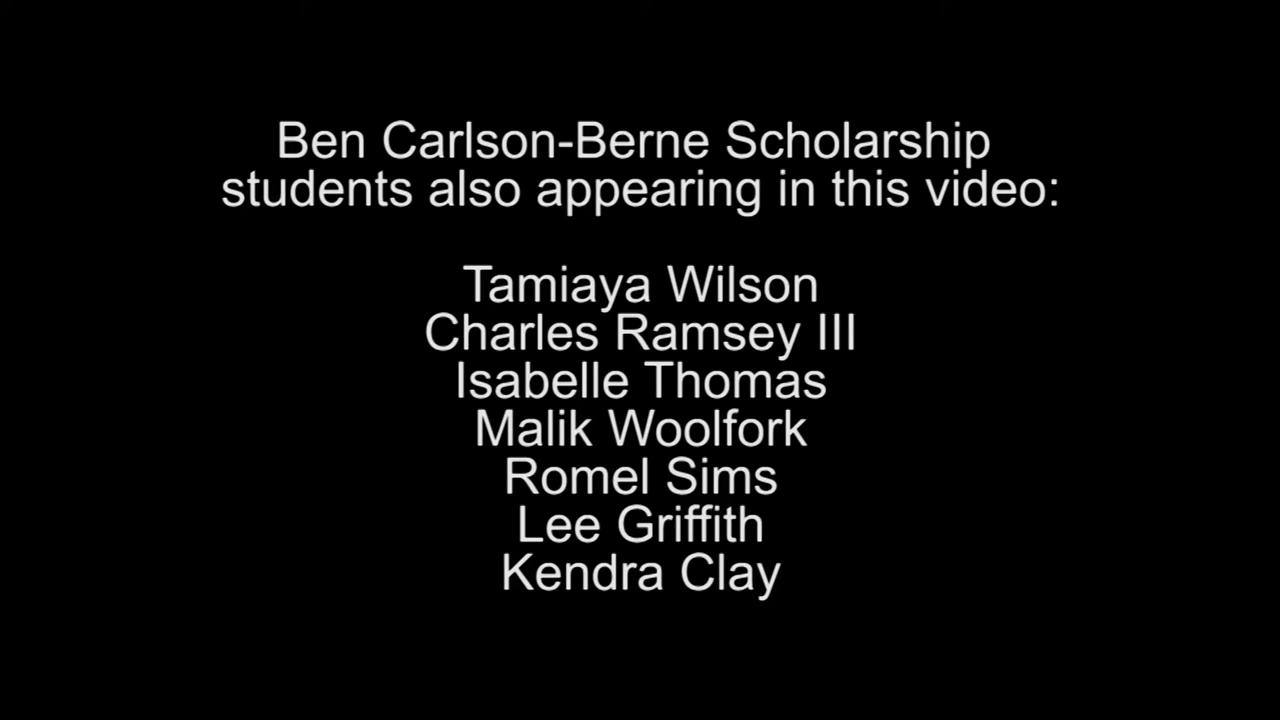 Ben Carlson-Berne Scholarship
students also appearing in this video:
Tamiaya Wilson
Charles Ramsey III
Isabelle Thomas
Malik Woolfork
Romel Sims
Lee Griffith
Kendra Clay